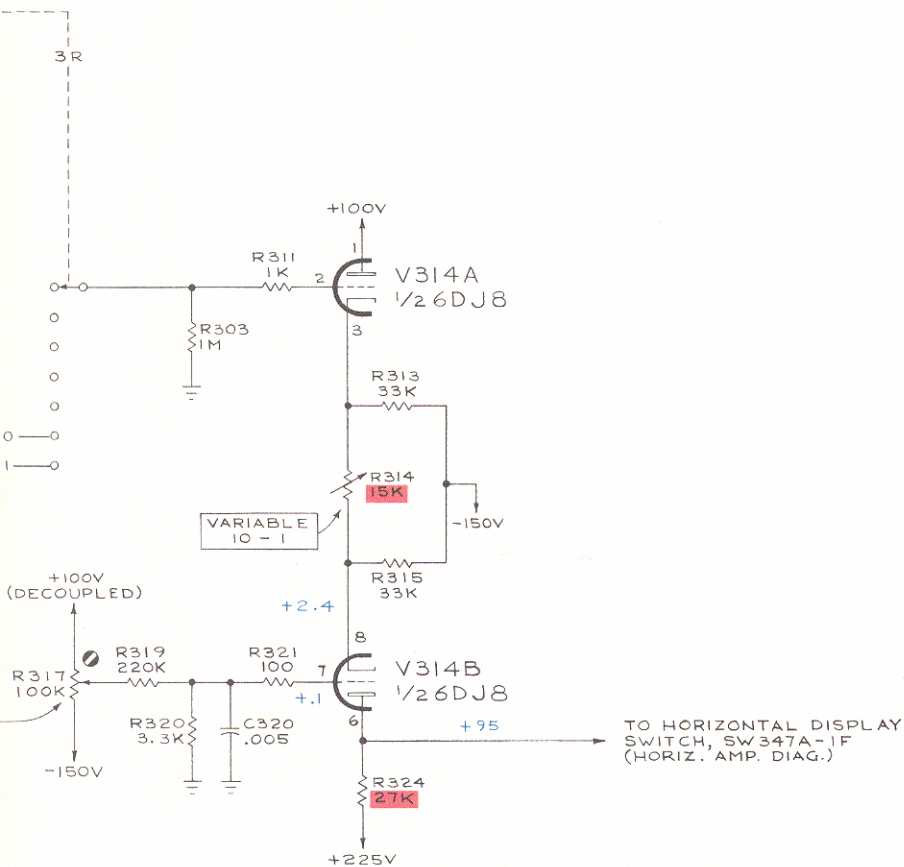 3R
+100V
1
R311
1K
2
V314A
1/2 6DJ8
3
R303
1M
R313
33K
0
1
R314
15K
VARIABLE
10 - 1
-150V
R315
33K
+100V
(DECOUPLED)
+2.4
8
R317
100K
R319
220K
R321
100
7
+.1
V314B
1/2 6DJ8
6
+95
R320
3.3K
C320
.005
TO HORIZONTAL DISPLAY
SWITCH, SW347A-1F
(HORIZ. AMP. DIAG.)
-150V
R324
27K
+225V